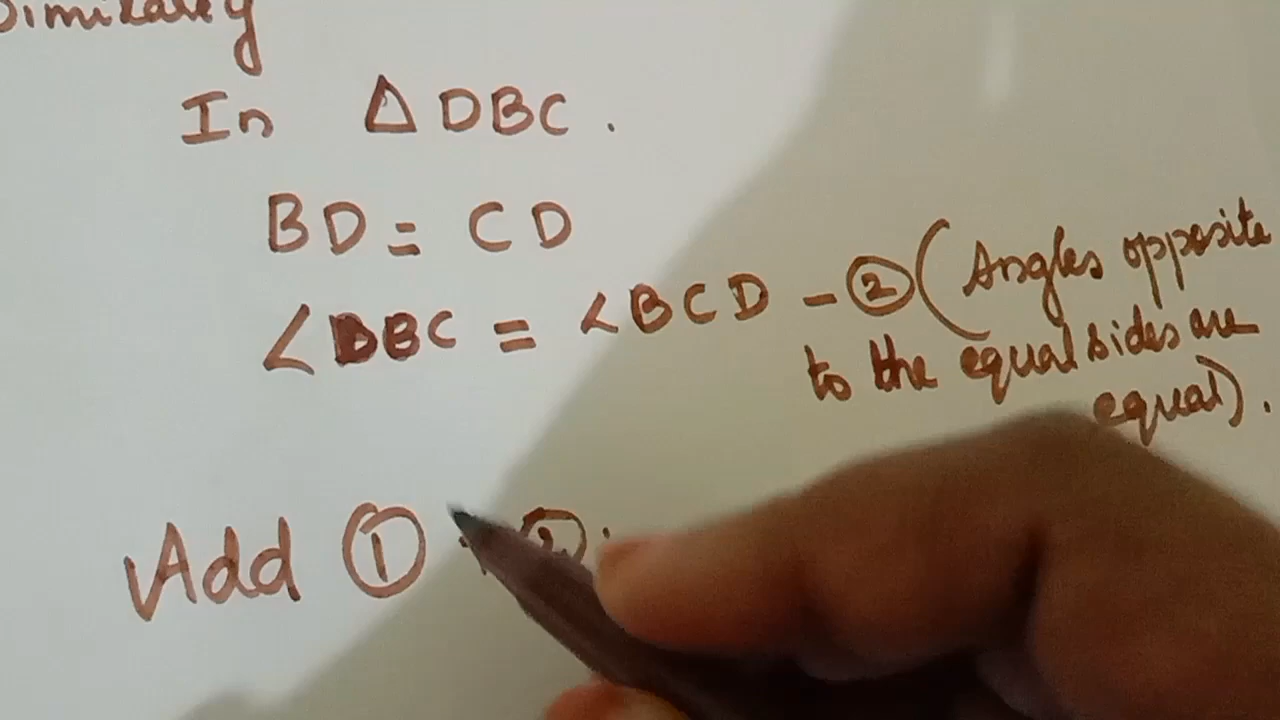 Similarly
In △ DBC.
BD = CD
∠DBC = ∠BCD - ② (Angles opposite
to the equal sides are
equal).
Add ①